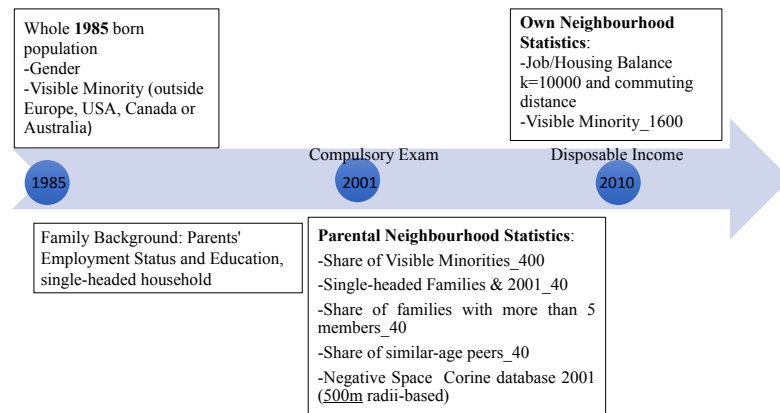 Whole 1985 born
population
-Gender
-Visible Minority (outside
Europe, USA, Canada or
Australia)
Own Neighbourhood
Statistics:
-Job/Housing Balance
k=10000 and commuting
distance
-Visible Minority_1600
Compulsory Exam
Disposable Income
1985
2001
2010
Family Background: Parents'
Employment Status and Education,
single-headed household
Parental Neighbourhood Statistics:
-Share of Visible Minorities_400
-Single-headed Families & 2001_40
-Share of families with more than 5
members_40
-Share of similar-age peers_40
-Negative Space Corine database 2001
(500m radii-based)